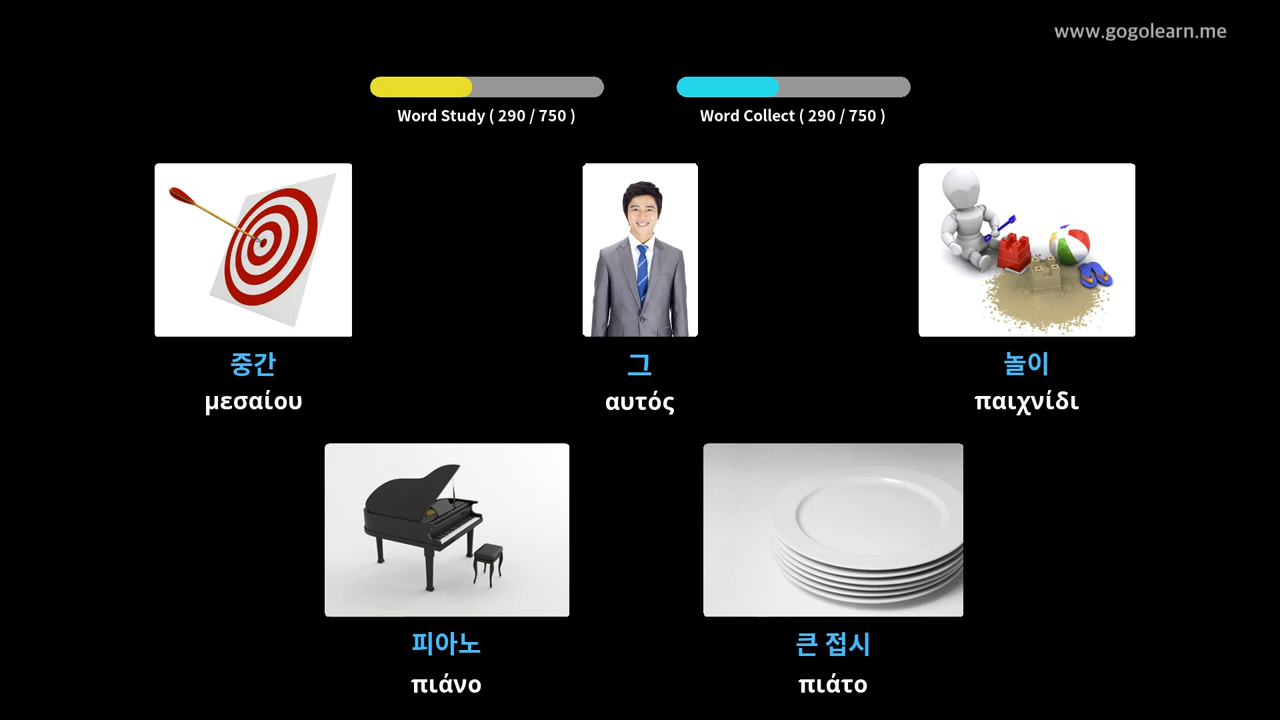 www.gogolearn.me
Word Study ( 290 / 750 )
Word Collect ( 290 / 750 )
중간
μεσαίου
그
αυτός
놀이
παιχνίδι
피아노
πιάνο
큰 접시
πιάτο